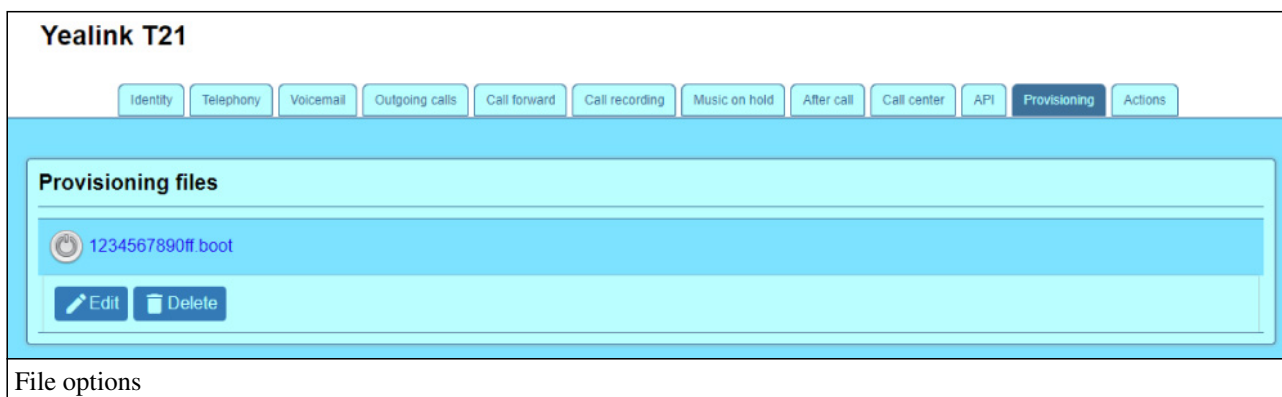 Yealink T21
Identity Telephony Voicemail Outgoing calls Call forward Call recording Music on hold After call Call center API Provisioning Actions
Provisioning files
1234567890ff.boot
Edit Delete
File options